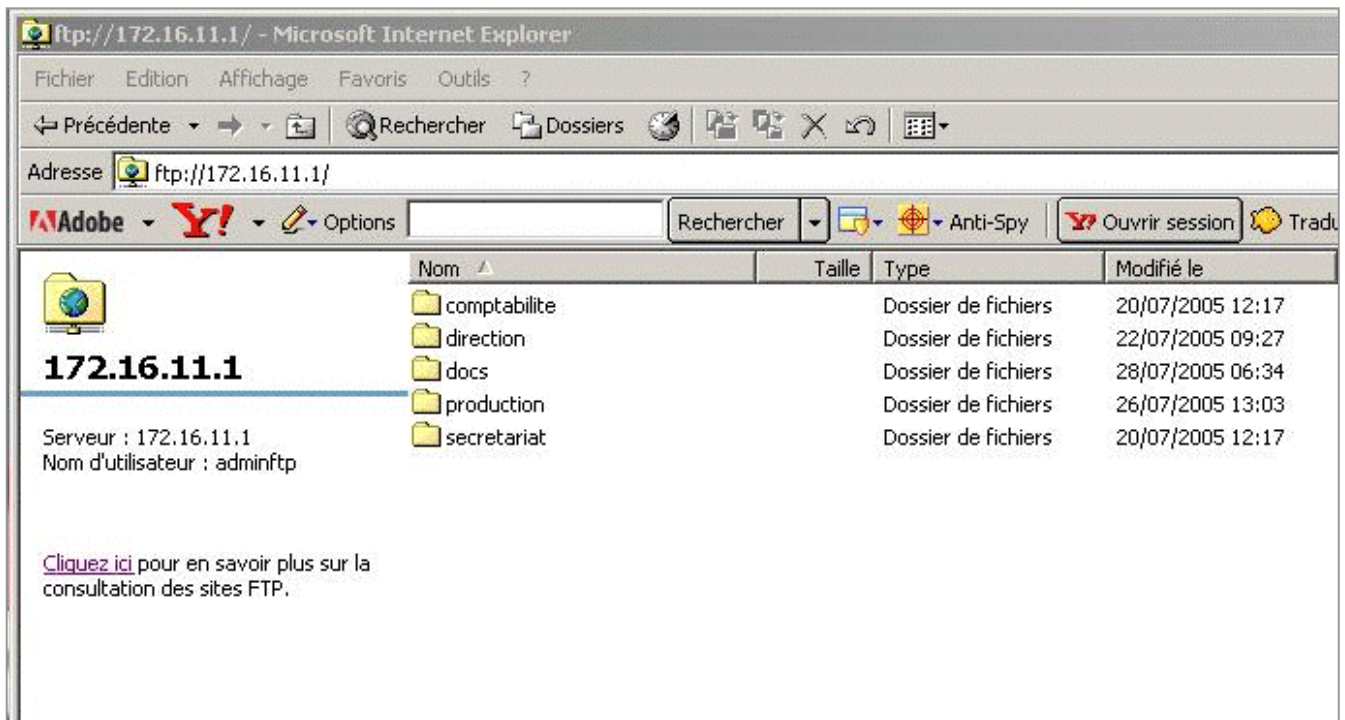 ftp://172.16.11.1/ - Microsoft Internet Explorer
Fichier Edition Affichage Favoris Outils ?
Précédente Rechercher Dossiers
Adresse ftp://172.16.11.1/
Adobe Y! Options Rechercher Anti-Spy Y! Ouvrir session
Nom Taille Type Modifié le
comptabilite Dossier de fichiers 20/07/2005 12:17
direction Dossier de fichiers 22/07/2005 09:27
172.16.11.1
docs Dossier de fichiers 28/07/2005 06:34
production Dossier de fichiers 26/07/2005 13:03
Serveur : 172.16.11.1
secretariat Dossier de fichiers 20/07/2005 12:17
Nom d'utilisateur : adminftp
Cliquez ici pour en savoir plus sur la
consultation des sites FTP.